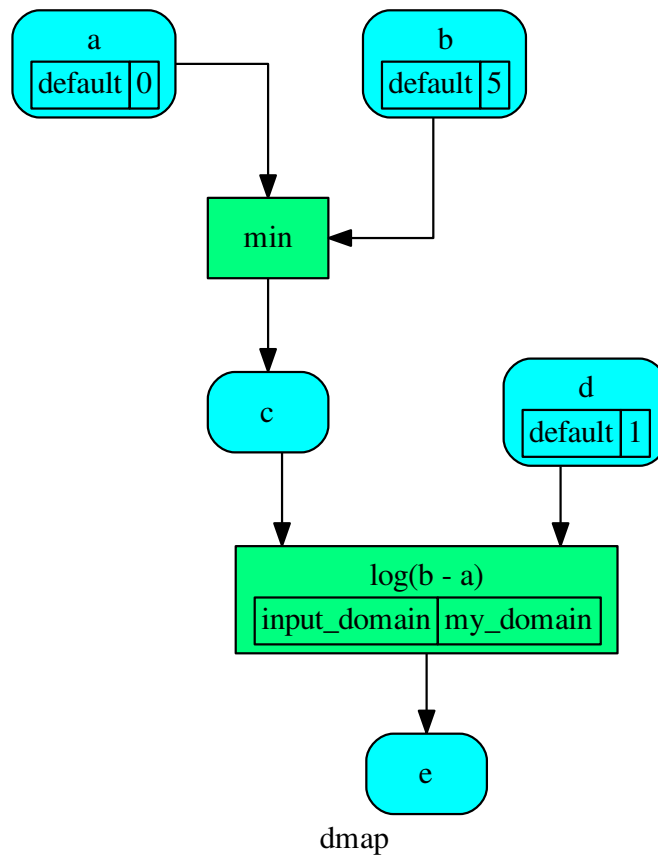 a
default 0
b
default 5
min
c
d
default 1
log(b - a)
input_domain my_domain
e
dmap